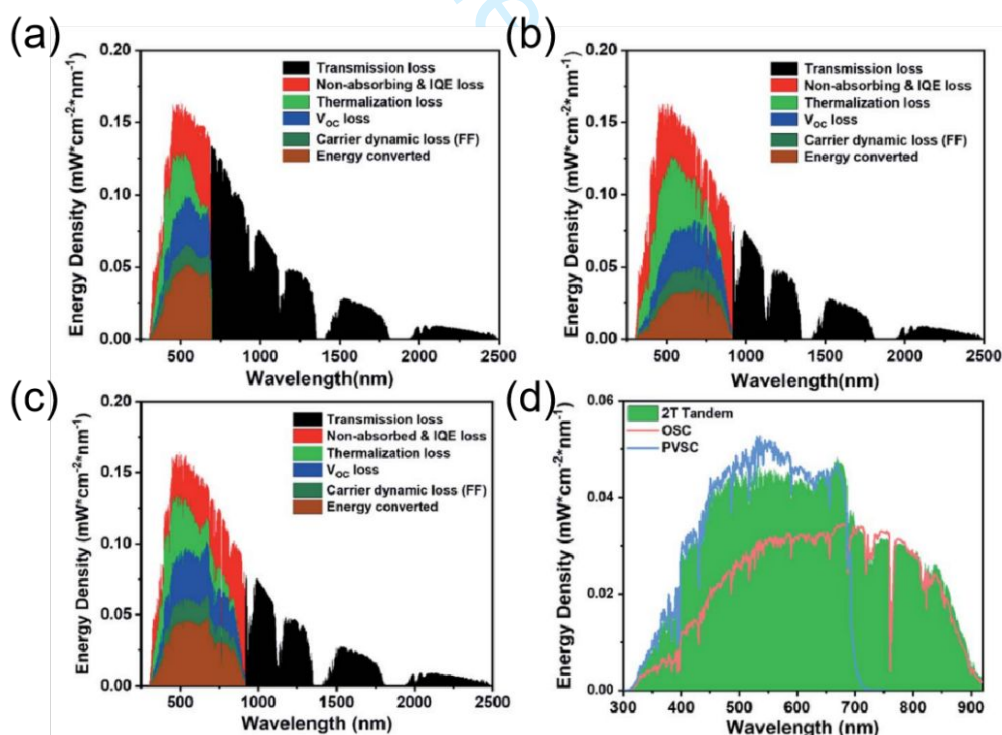 (a)
0.20
0.15
0.10
0.05
0.00
Energy Density (mW*cm⁻²*nm⁻¹)
Transmission loss
Non-absorbing & IQE loss
Thermalization loss
V_OC loss
Carrier dynamic loss (FF)
Energy converted
500 1000 1500 2000 2500
Wavelength(nm)
(b)
0.20
0.15
0.10
0.05
0.00
Energy Density (mW*cm⁻²*nm⁻¹)
Transmission loss
Non-absorbing & IQE loss
Thermalization loss
V_OC loss
Carrier dynamic loss (FF)
Energy converted
500 1000 1500 2000 2500
Wavelength(nm)
(c)
0.20
0.15
0.10
0.05
0.00
Energy Density (mW*cm⁻²*nm⁻¹)
Transmission loss
Non-absorbed & IQE loss
Thermalization loss
V_OC loss
Carrier dynamic loss (FF)
Energy converted
500 1000 1500 2000 2500
Wavelength (nm)
(d)
0.06
0.04
0.02
0.00
Energy Density (mW*cm⁻²*nm⁻¹)
2T Tandem
OSC
PVSC
300 400 500 600 700 800 900
Wavelength (nm)